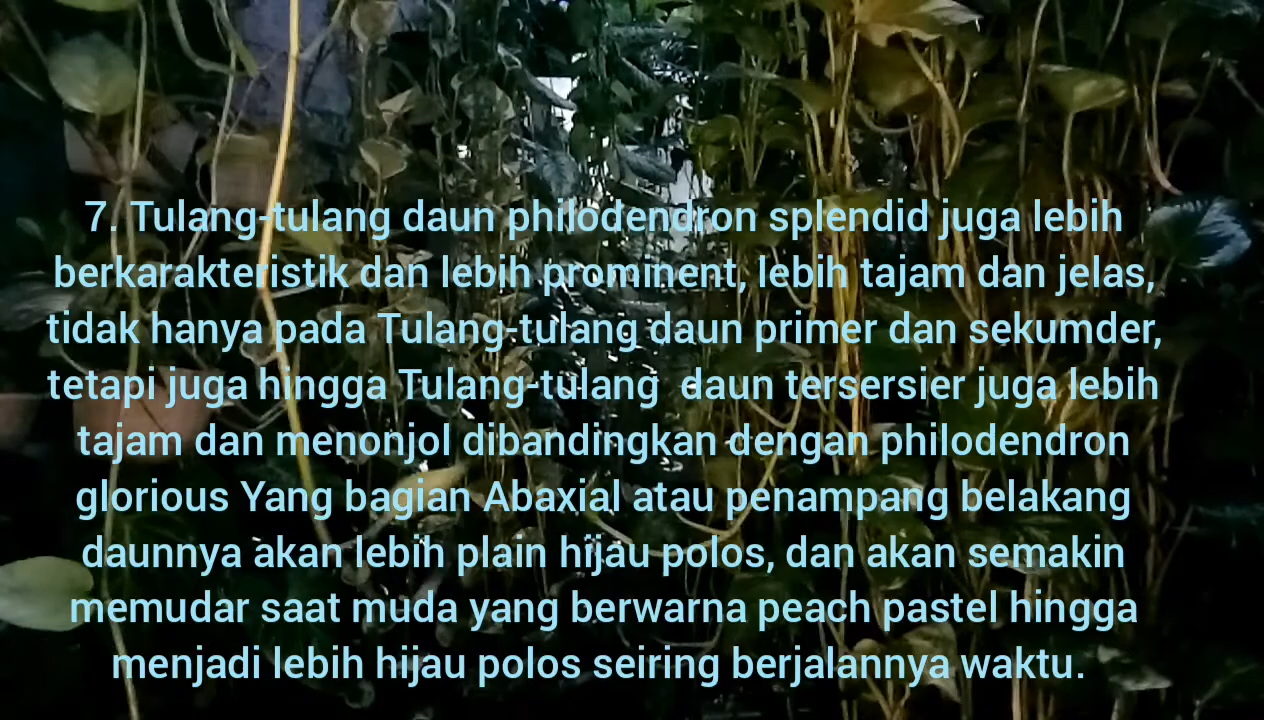 7. Tulang-tulang daun philodendron splendid juga lebih
berkarakteristik dan lebih prominent, lebih tajam dan jelas,
tidak hanya pada Tulang-tulang daun primer dan sekumder,
tetapi juga hingga Tulang-tulang  daun tersersier juga lebih
tajam dan menonjol dibandingkan dengan philodendron
glorious Yang bagian Abaxial atau penampang belakang
daunnya akan lebih plain hijau polos, dan akan semakin
memudar saat muda yang berwarna peach pastel hingga
menjadi lebih hijau polos seiring berjalannya waktu.